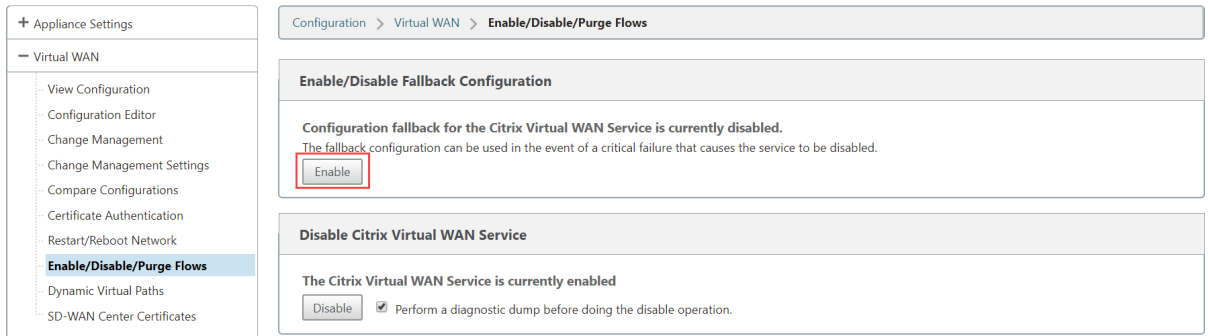 + Appliance Settings
− Virtual WAN
View Configuration
Configuration Editor
Change Management
Change Management Settings
Compare Configurations
Certificate Authentication
Restart/Reboot Network
Enable/Disable/Purge Flows
Dynamic Virtual Paths
SD-WAN Center Certificates
Configuration > Virtual WAN > Enable/Disable/Purge Flows
Enable/Disable Fallback Configuration
Configuration fallback for the Citrix Virtual WAN Service is currently disabled.
The fallback configuration can be used in the event of a critical failure that causes the service to be disabled.
Enable
Disable Citrix Virtual WAN Service
The Citrix Virtual WAN Service is currently enabled
Disable Perform a diagnostic dump before doing the disable operation.